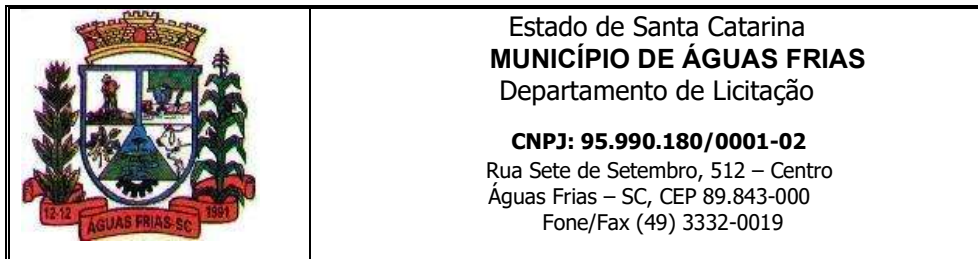 Estado de Santa Catarina
MUNICÍPIO DE ÁGUAS FRIAS
Departamento de Licitação
CNPJ: 95.990.180/0001-02
Rua Sete de Setembro, 512 – Centro
Águas Frias – SC, CEP 89.843-000
Fone/Fax (49) 3332-0019
12-12
ÁGUAS FRIAS-SC
1991